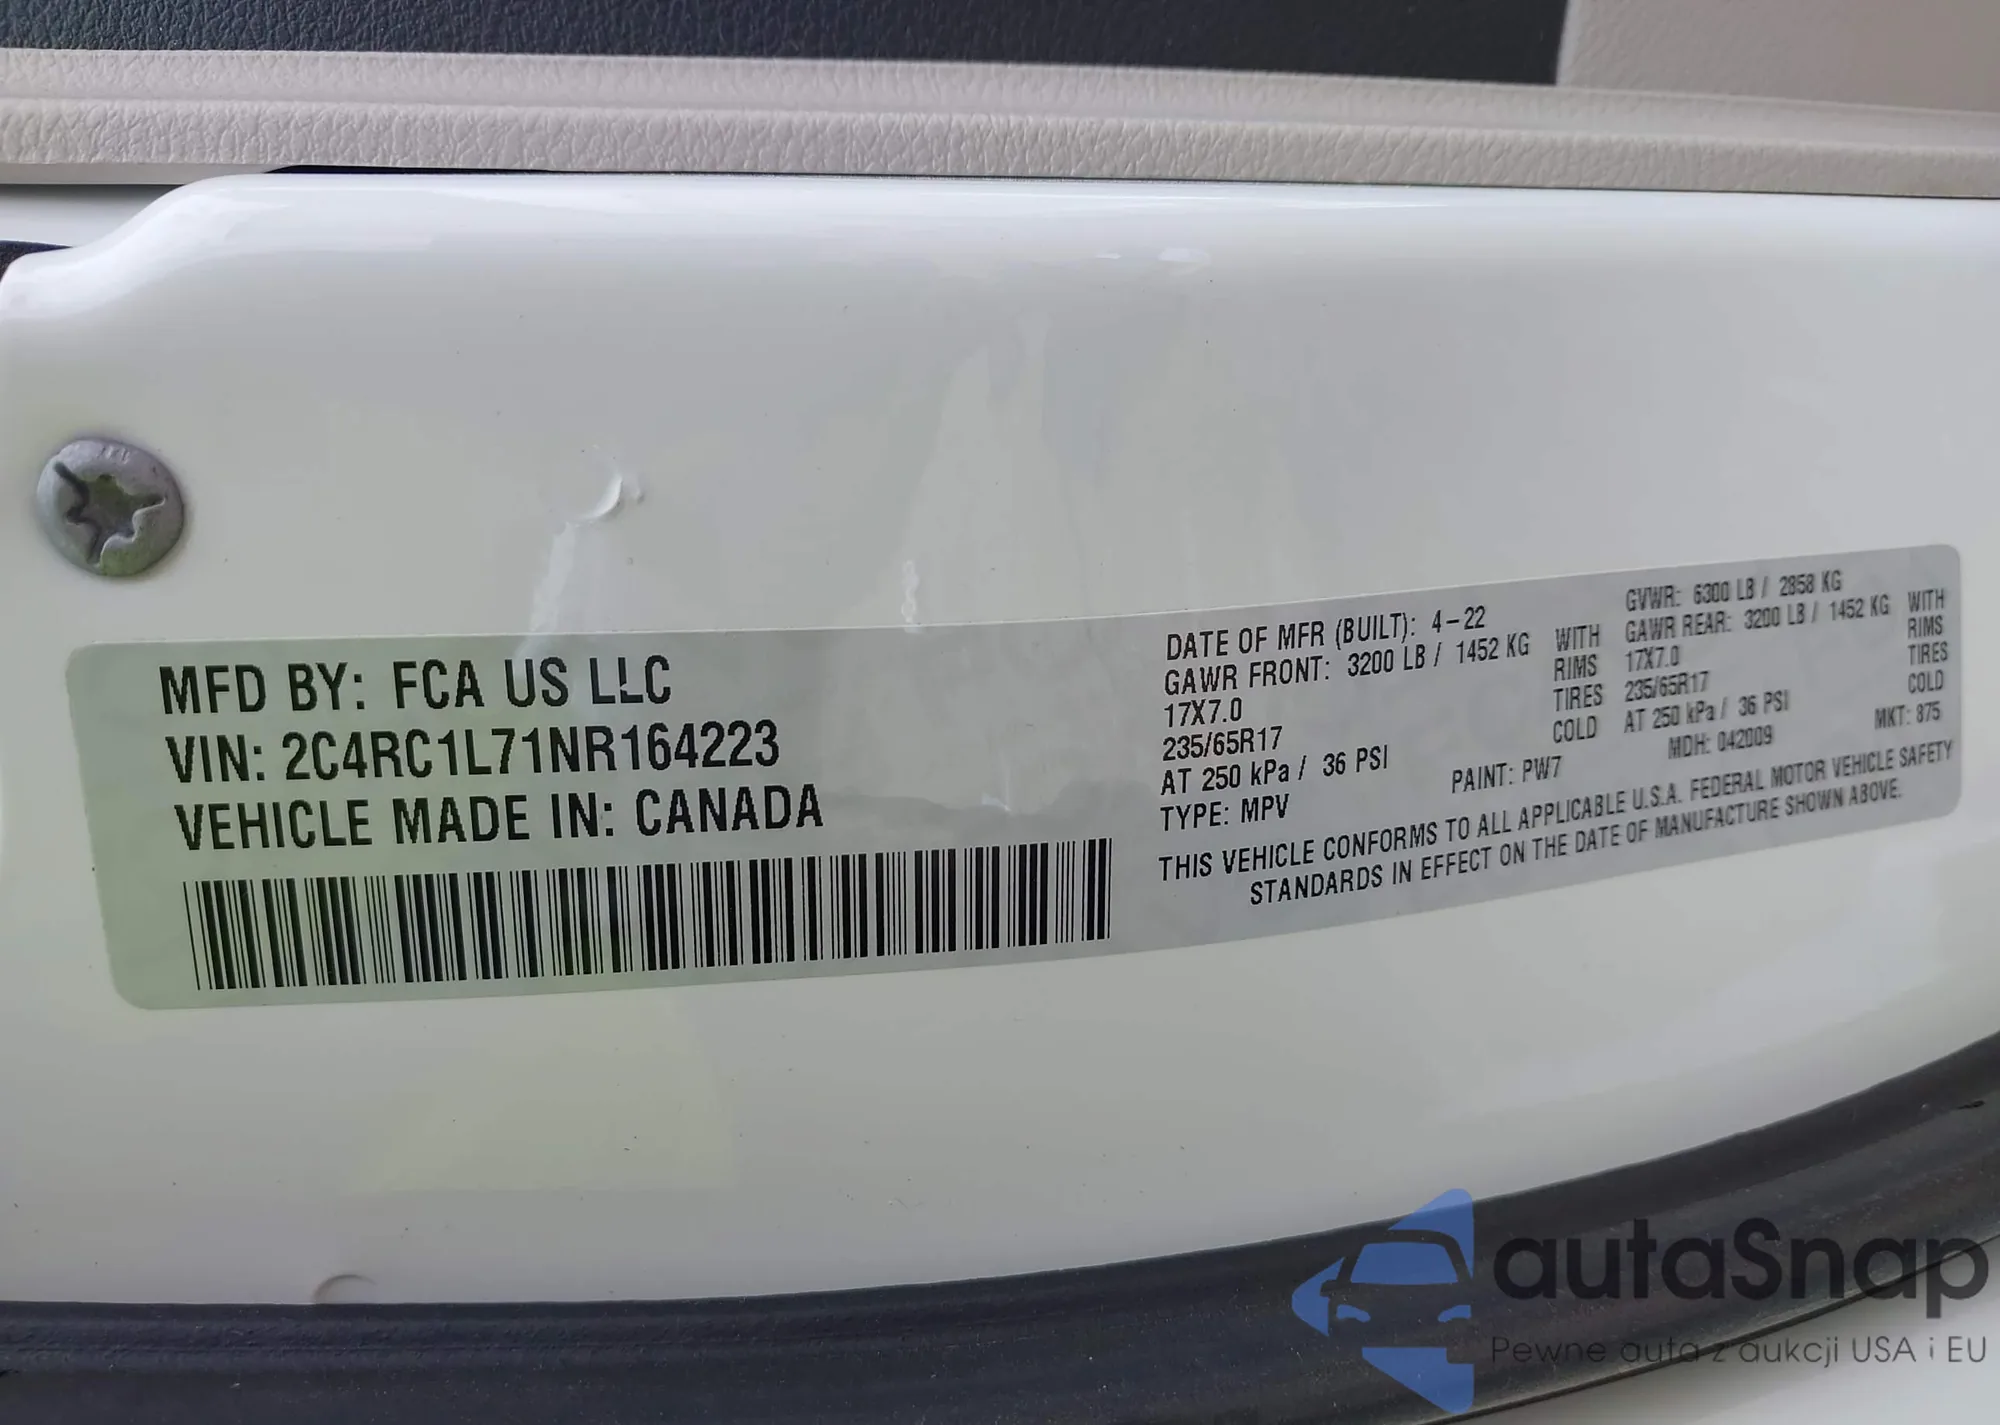 MFD BY: FCA US LLC
VIN: 2C4RC1L71NR164223
VEHICLE MADE IN: CANADA
DATE OF MFR (BUILT): 4-22
GAWR FRONT: 3200 LB / 1452 KG WITH
17X7.0 RIMS
235/65R17 TIRES
AT 250 kPa / 36 PSI COLD
TYPE: MPV
PAINT: PW7
GVWR: 6300 LB / 2858 KG
GAWR REAR: 3200 LB / 1452 KG WITH
17X7.0 RIMS
235/65R17 TIRES
AT 250 kPa / 36 PSI COLD
MDH: 042009 MKT: 875
THIS VEHICLE CONFORMS TO ALL APPLICABLE U.S.A. FEDERAL MOTOR VEHICLE SAFETY
STANDARDS IN EFFECT ON THE DATE OF MANUFACTURE SHOWN ABOVE.
autaSnap
Pewne auta z aukcji USA i EU